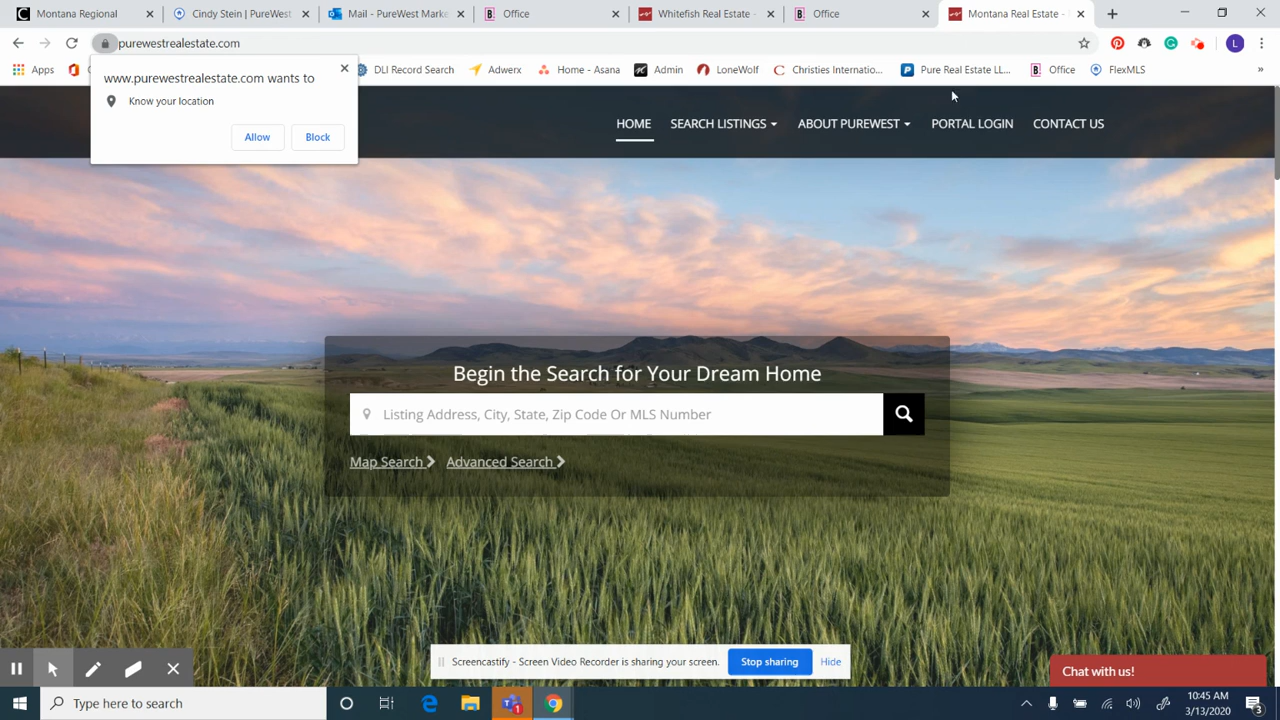 Montana Regional
Cindy Stein | PureWest
Mail - PureWest Marke
Office
Whitefish Real Estate -
Office
Montana Real Estate -
purewestrealestate.com
L
Apps
DLI Record Search
Adwerx
Home - Asana
Admin
LoneWolf
Christies Internatio...
Pure Real Estate LL...
Office
FlexMLS
»
www.purewestrealestate.com wants to
Know your location
Allow
Block
HOME
SEARCH LISTINGS
ABOUT PUREWEST
PORTAL LOGIN
CONTACT US
Begin the Search for Your Dream Home
Listing Address, City, State, Zip Code Or MLS Number
Map Search
Advanced Search
Screencastify - Screen Video Recorder is sharing your screen.
Stop sharing
Hide
Chat with us!
Type here to search
1
10:45 AM
3/13/2020
3